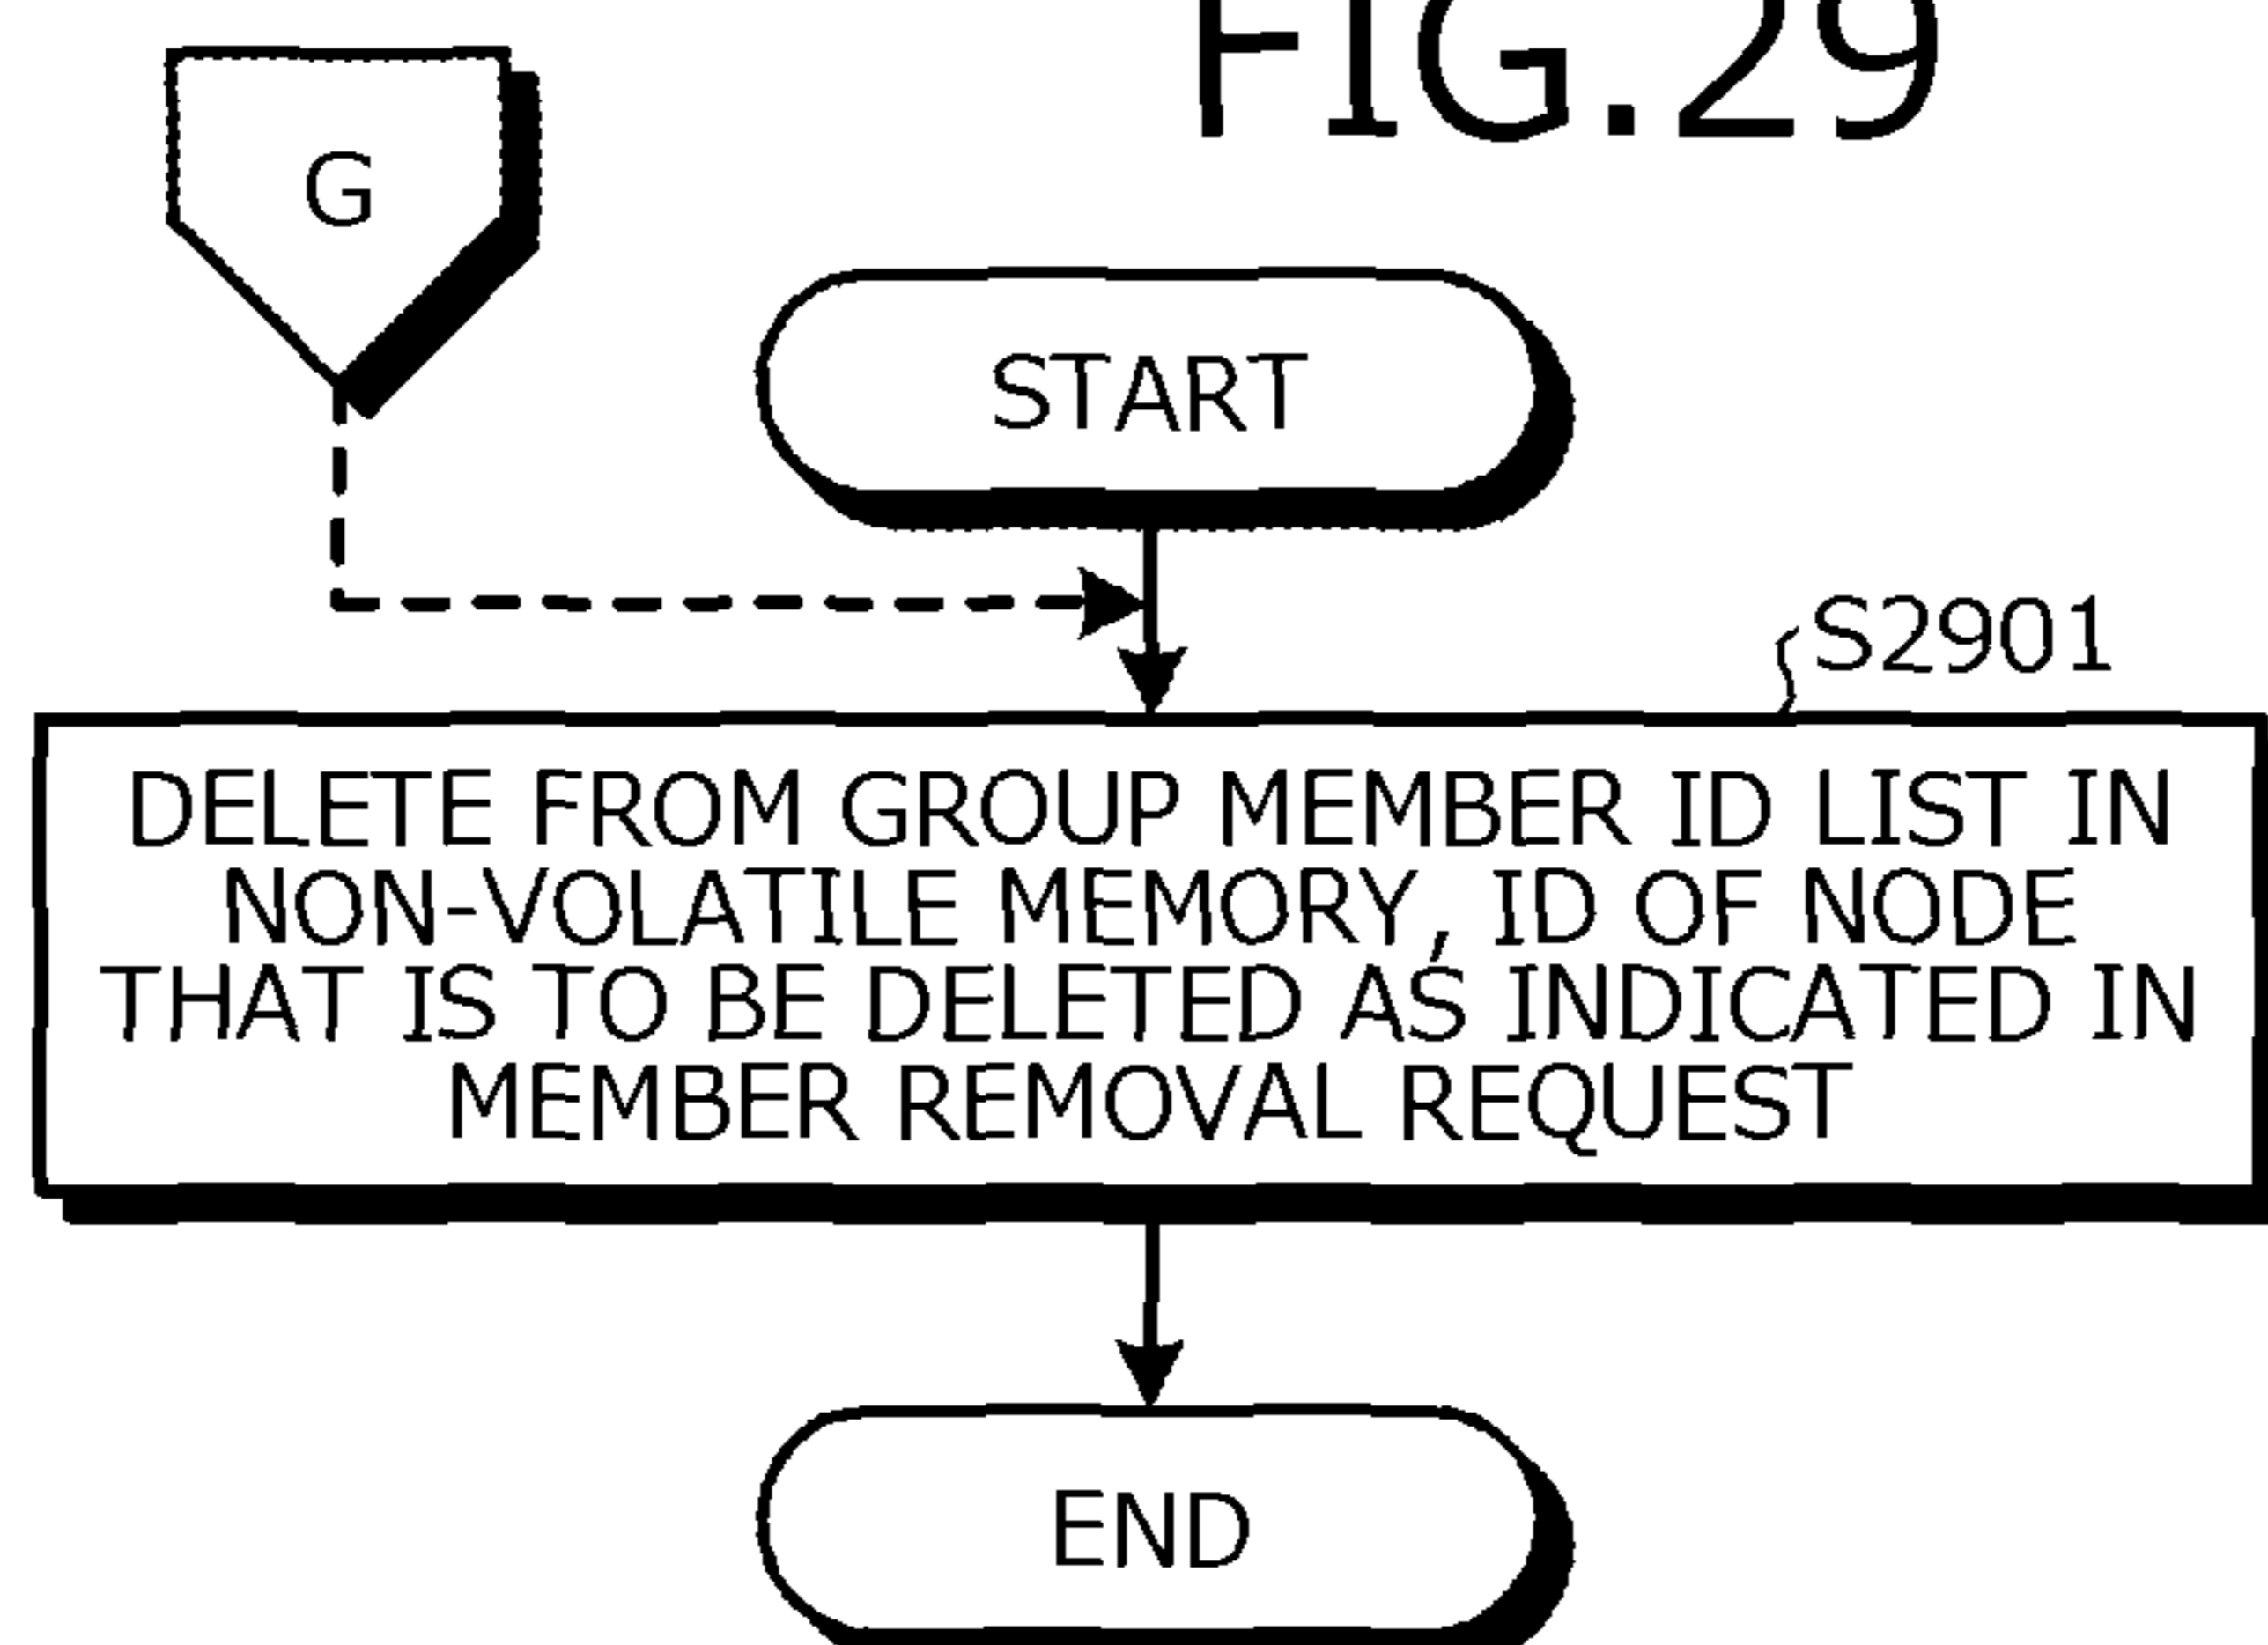 FIG.29
G
START
S2901
DELETE FROM GROUP MEMBER ID LIST IN
NON-VOLATILE MEMORY, ID OF NODE
THAT IS TO BE DELETED AS INDICATED IN
MEMBER REMOVAL REQUEST
END